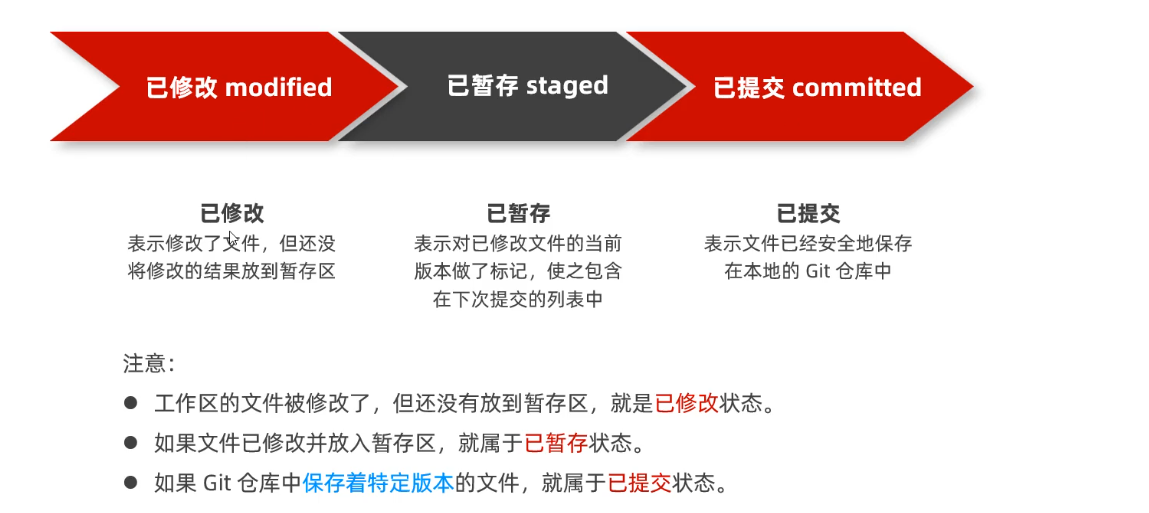 已修改 modified
已暂存 staged
已提交 committed
已修改
表示修改了文件，但还没
将修改的结果放到暂存区
已暂存
表示对已修改文件的当前
版本做了标记，使之包含
在下次提交的列表中
已提交
表示文件已经安全地保存
在本地的 Git 仓库中
注意：
● 工作区的文件被修改了，但还没有放到暂存区，就是已修改状态。
● 如果文件已修改并放入暂存区，就属于已暂存状态。
● 如果 Git 仓库中保存着特定版本的文件，就属于已提交状态。